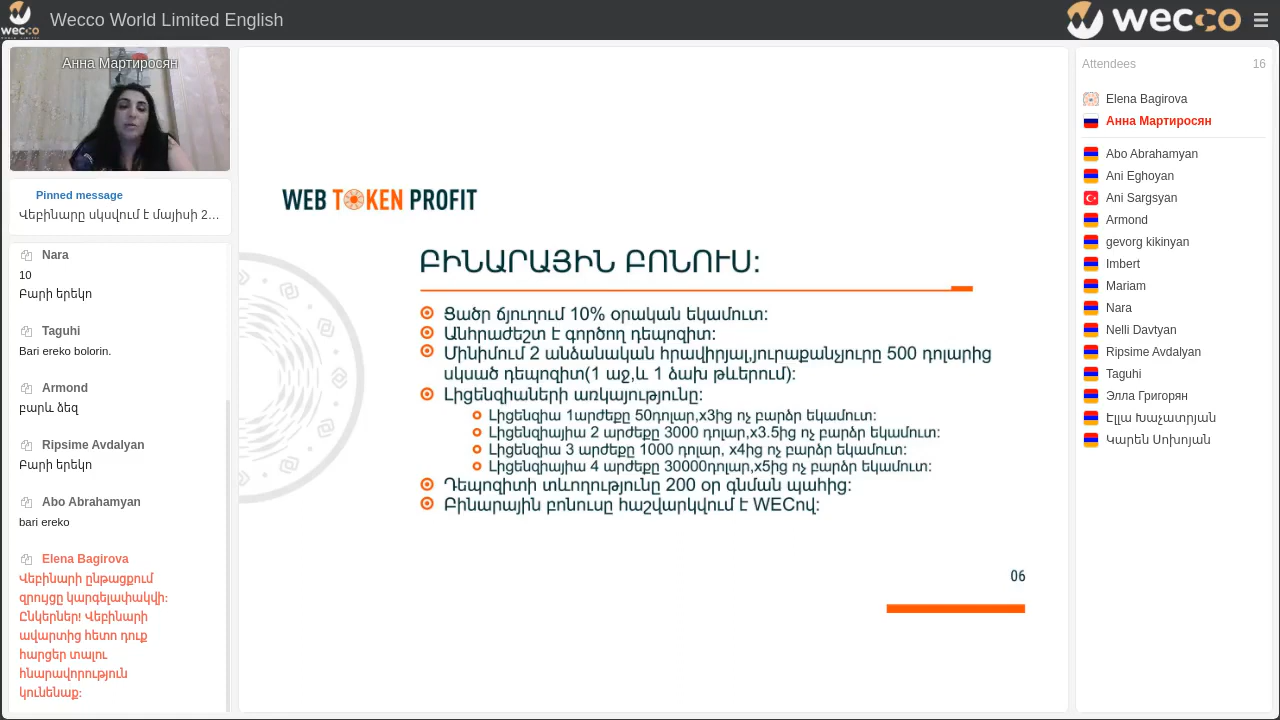 wecco
Wecco World Limited English
wecco
Анна Мартиросян
Pinned message
Վեբինարը սկսվում է մայիսի 2…
Nara
10
Բարի երեկո
Taguhi
Bari ereko bolorin.
Armond
բարև ձեզ
Ripsime Avdalyan
Բարի երեկո
Abo Abrahamyan
bari ereko
Elena Bagirova
Վեբինարի ընթացքում
զրույցը կարգելափակվի:
Ընկերներ! Վեբինարի
ավարտից հետո դուք
հարցեր տալու
հնարավորություն
կունենաք:
WEB TOKEN PROFIT
ԲԻՆԱՐԱՅԻՆ ԲՈՆՈՒՍ:
Ցածր ճյուղում 10% օրական եկամուտ:
Անհրաժեշտ է գործող դեպոզիտ:
Մինիմում 2 անձանական հրավիրյալ,յուրաքանչյուրը 500 դոլարից
սկսած դեպոզիտ(1 աջ,և 1 ձախ թևերում):
Լիցենզիաների առկայությունը:
Լիցենզիա 1արժեքը 50դոլար,x3ից ոչ բարձր եկամուտ:
Լիցենզիայիա 2 արժեքը 3000 դոլար,x3.5ից ոչ բարձր եկամուտ:
Լիցենզիա 3 արժեքը 1000 դոլար, x4ից ոչ բարձր եկամուտ:
Լիցենզիայիա 4 արժեքը 30000դոլար,x5ից ոչ բարձր եկամուտ:
Դեպոզիտի տևողությունը 200 օր գնման պահից:
Բինարային բոնուսը հաշվարկվում է WECով:
06
Attendees 16
Elena Bagirova
Анна Мартиросян
Abo Abrahamyan
Ani Eghoyan
Ani Sargsyan
Armond
gevorg kikinyan
Imbert
Mariam
Nara
Nelli Davtyan
Ripsime Avdalyan
Taguhi
Элла Григорян
Էլլա Խաչատրյան
Կարեն Սոխոյան